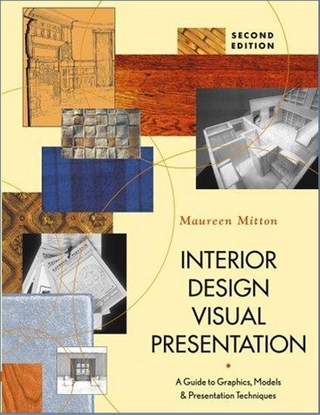 SECOND
EDITION
Maureen Mitton
INTERIOR
DESIGN
VISUAL
PRESENTATION
A Guide to Graphics, Models
& Presentation Techniques